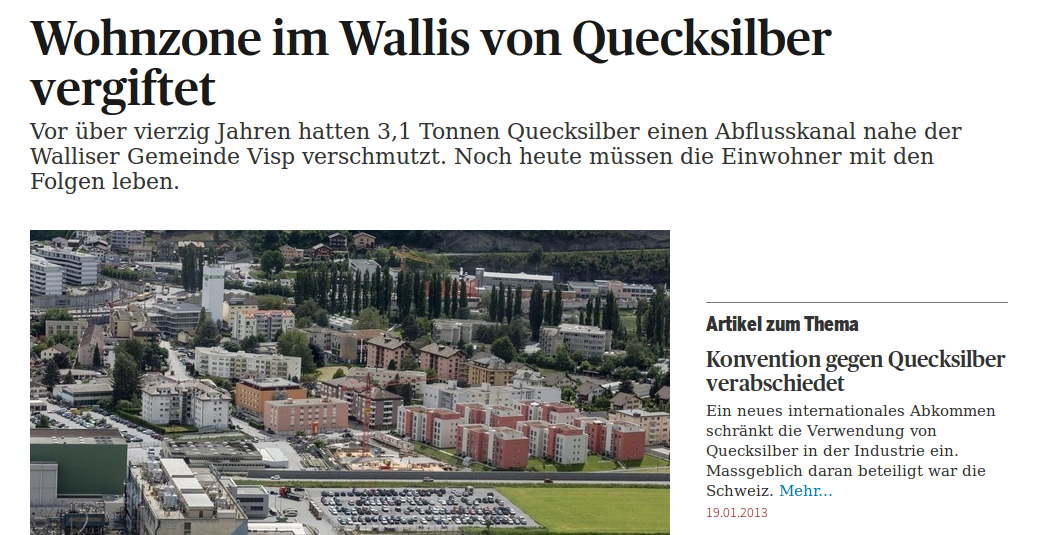 Wohnzone im Wallis von Quecksilber
vergiftet
Vor über vierzig Jahren hatten 3,1 Tonnen Quecksilber einen Abflusskanal nahe der
Walliser Gemeinde Visp verschmutzt. Noch heute müssen die Einwohner mit den
Folgen leben.
Artikel zum Thema
Konvention gegen Quecksilber
verabschiedet
Ein neues internationales Abkommen
schränkt die Verwendung von
Quecksilber in der Industrie ein.
Massgeblich daran beteiligt war die
Schweiz. Mehr...
19.01.2013